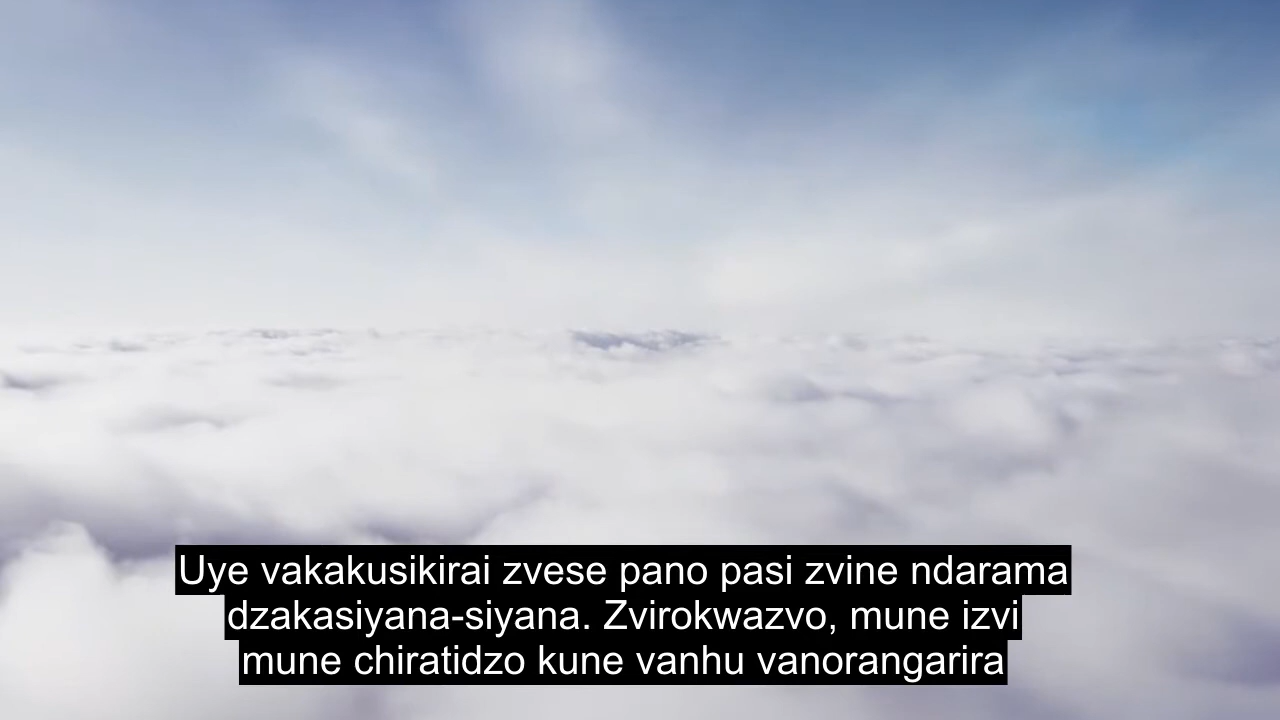 Uye vakakusikirai zvese pano pasi zvine ndarama
dzakasiyana-siyana. Zvirokwazvo, mune izvi
mune chiratidzo kune vanhu vanorangarira